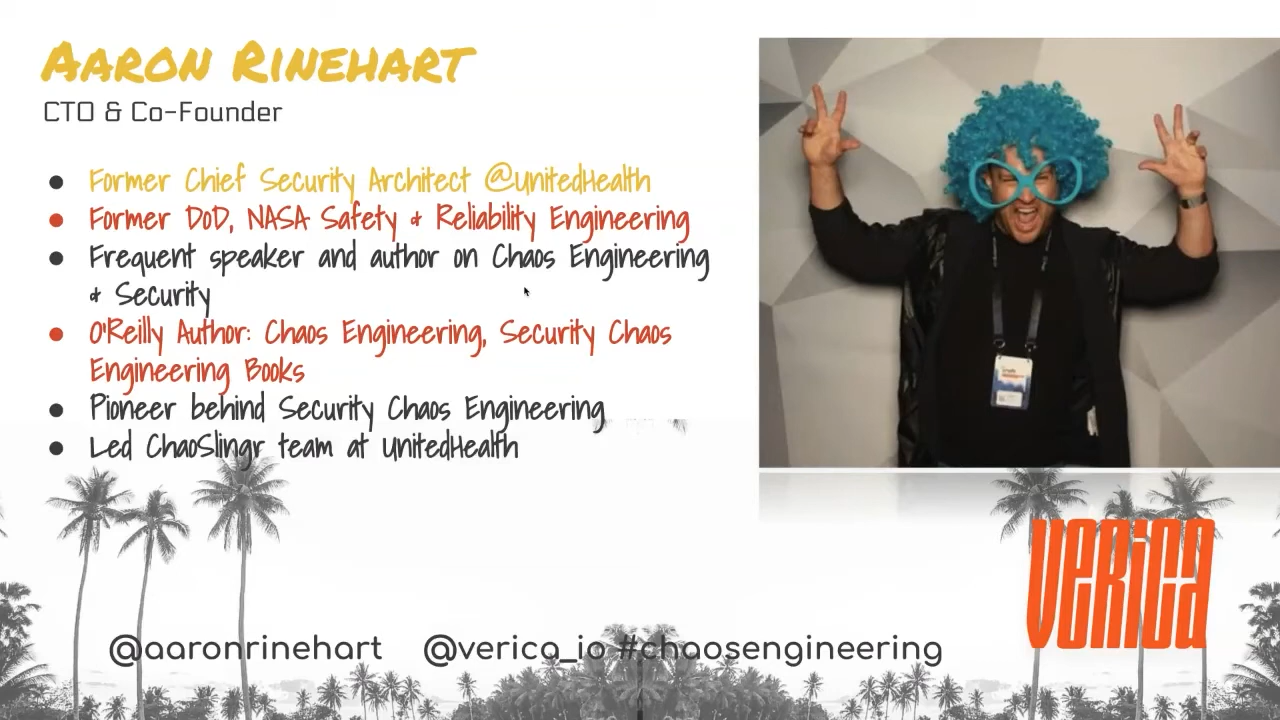 Aaron Rinehart
CTO & Co-Founder
● Former Chief Security Architect @UnitedHealth
● Former DoD, NASA Safety & Reliability Engineering
● Frequent speaker and author on Chaos Engineering
& Security
● O'Reilly Author: Chaos Engineering, Security Chaos
Engineering Books
● Pioneer behind Security Chaos Engineering
● Led ChaoSlingr team at UnitedHealth
VERICA
@aaronrinehart @verica_io #chaosengineering